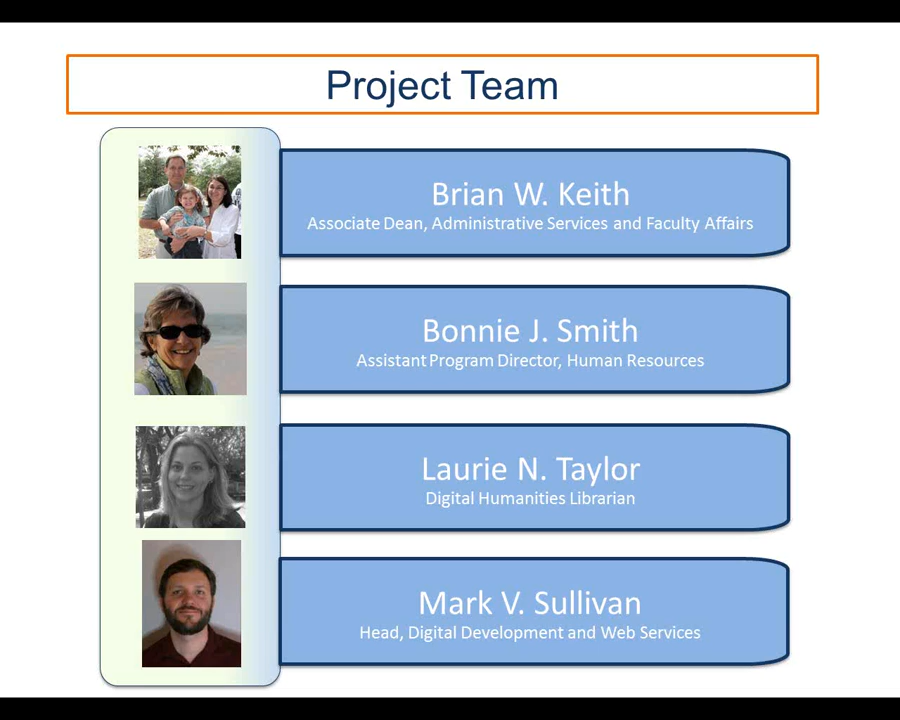 Project Team
Brian W. Keith
Associate Dean, Administrative Services and Faculty Affairs
Bonnie J. Smith
Assistant Program Director, Human Resources
Laurie N. Taylor
Digital Humanities Librarian
Mark V. Sullivan
Head, Digital Development and Web Services